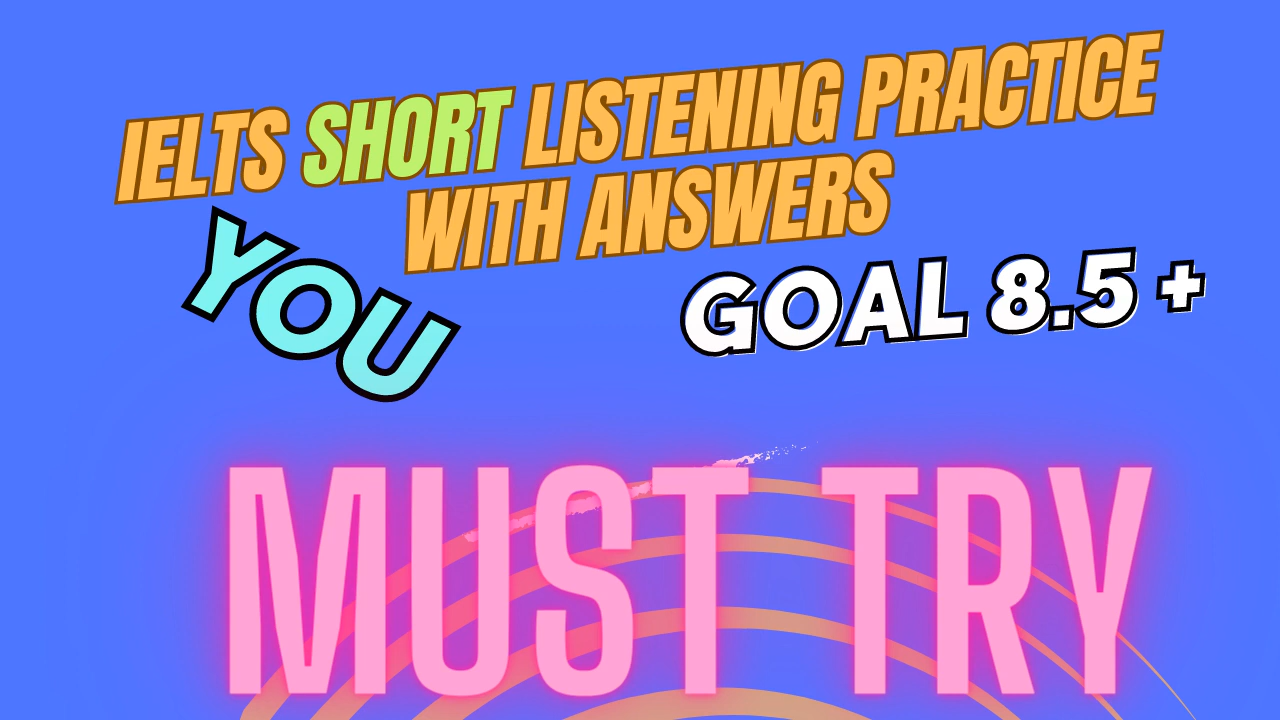 IELTS SHORT LISTENING PRACTICE
WITH ANSWERS
YOU
GOAL 8.5 +
MUST TRY